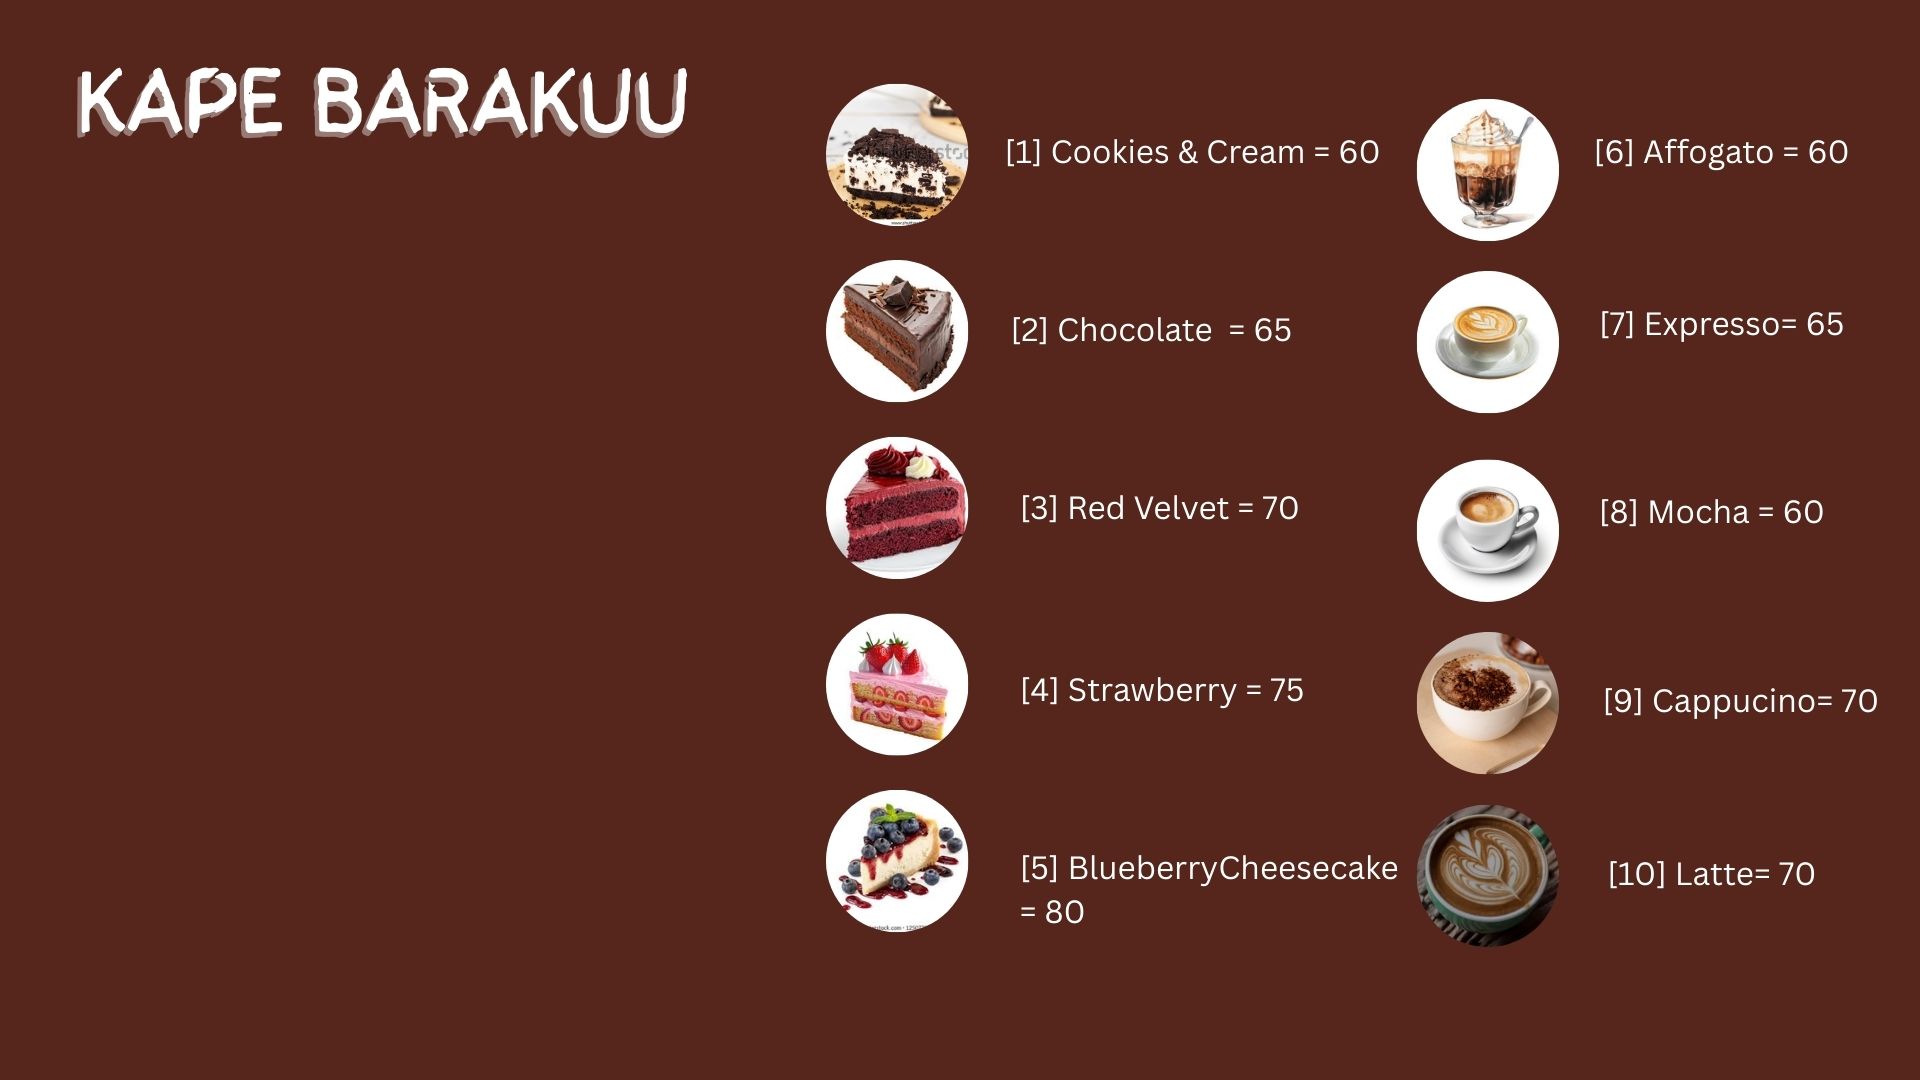 KAPE BARAKUU
[1] Cookies & Cream = 60
[2] Chocolate  = 65
[3] Red Velvet = 70
[4] Strawberry = 75
[5] BlueberryCheesecake
= 80
[6] Affogato = 60
[7] Expresso= 65
[8] Mocha = 60
[9] Cappucino= 70
[10] Latte= 70